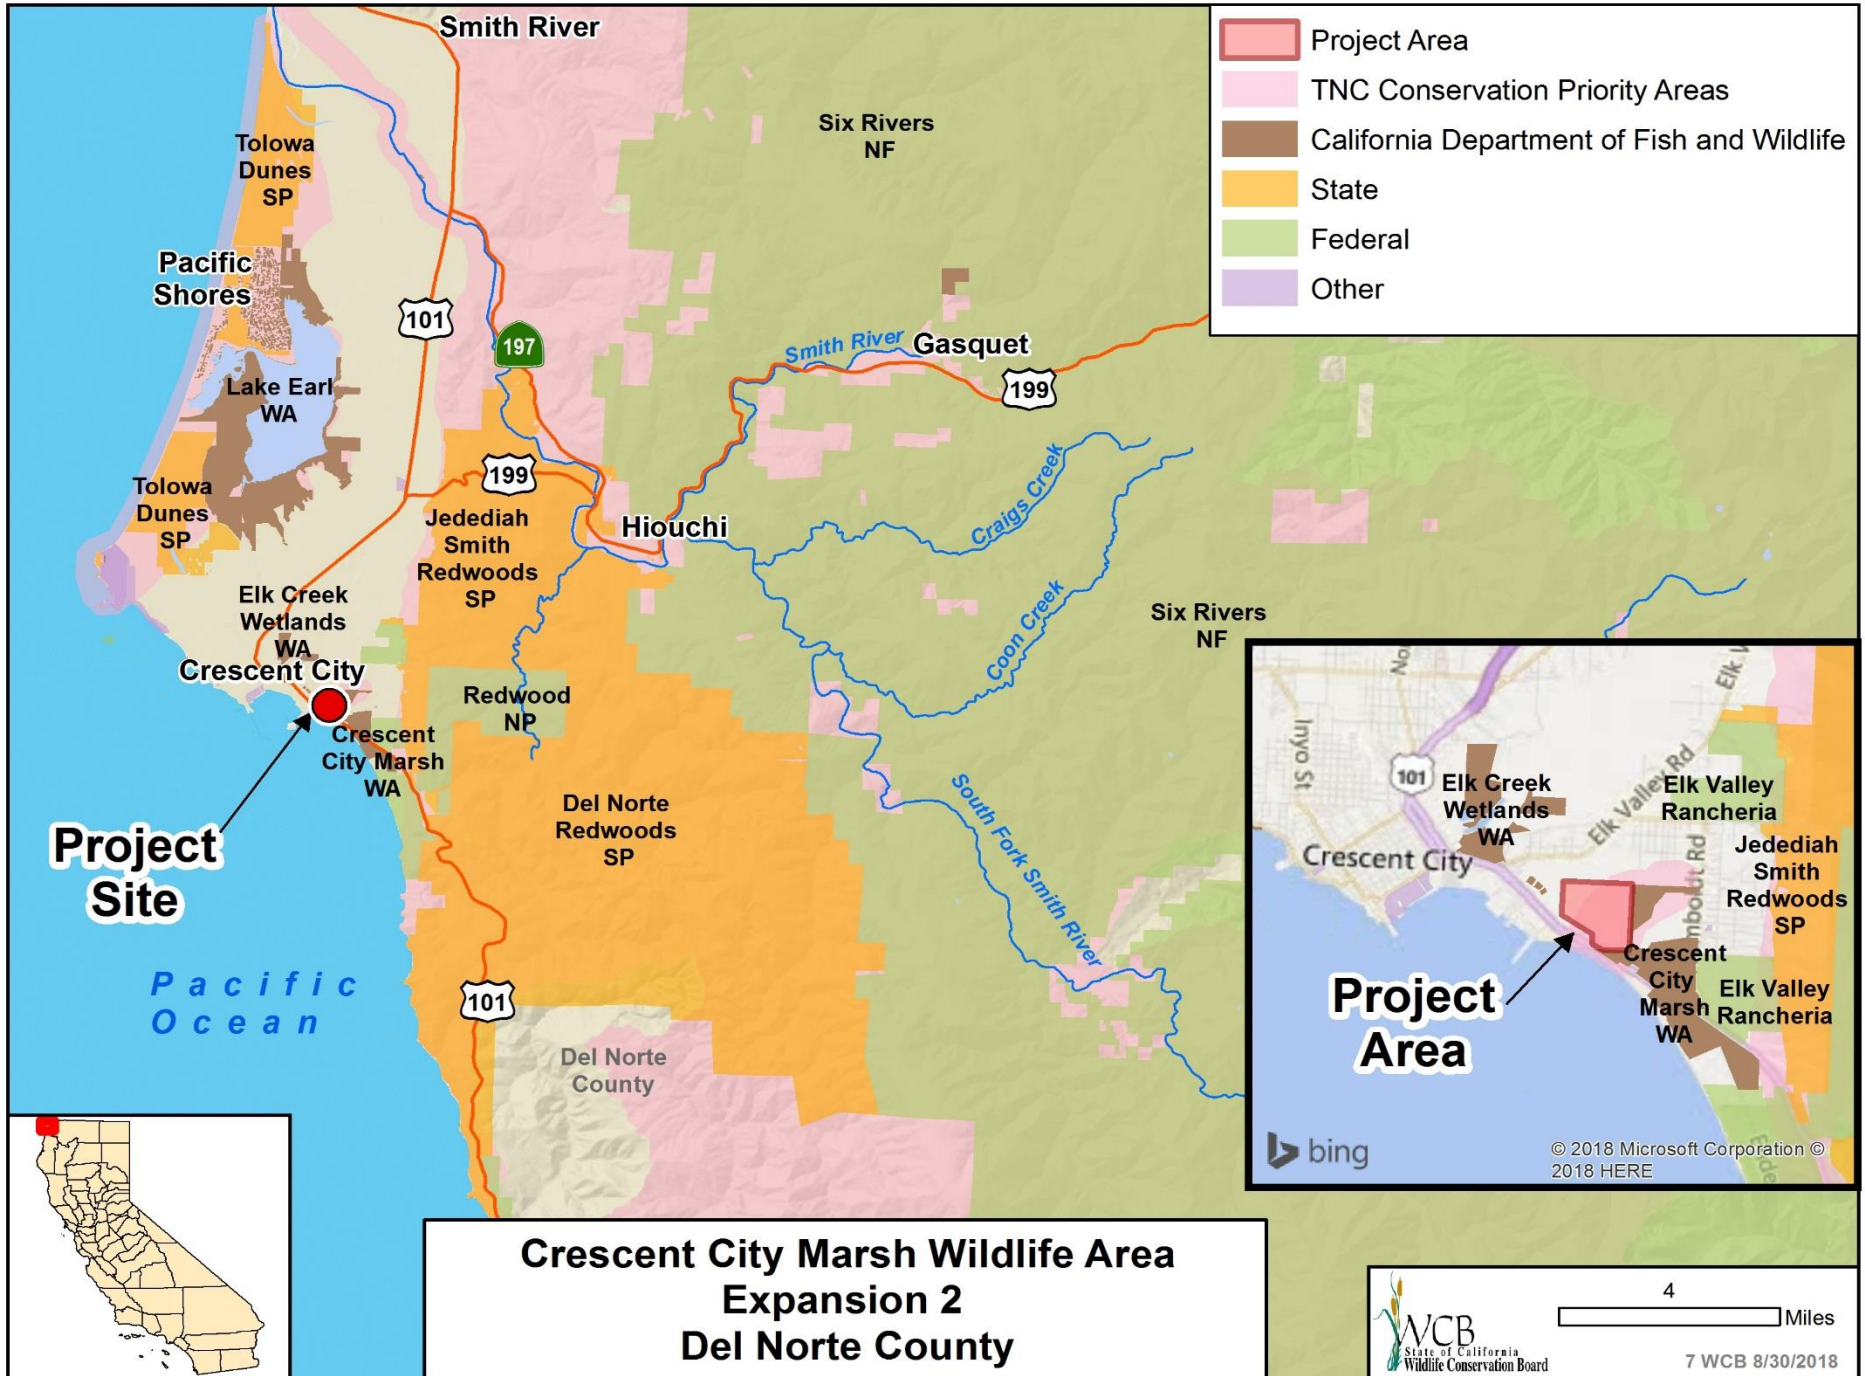 Smith River
Project Area
TNC Conservation Priority Areas
California Department of Fish and Wildlife
State
Federal
Other
Six Rivers
NF
Tolowa
Dunes
SP
Pacific
Shores
101
197
Smith River
Gasquet
199
Lake Earl
WA
199
Craigs Creek
Tolowa
Dunes
SP
Jedediah
Smith
Redwoods
SP
Hiouchi
Coon Creek
Six Rivers
NF
Elk Creek
Wetlands
WA
Crescent City
Redwood
NP
Crescent
City Marsh
WA
Project
Site
Del Norte
Redwoods
SP
South Fork Smith River
Pacific
Ocean
101
Del Norte
County
Inyo St
101
Elk Creek
Wetlands
WA
Elk Valley Rd
Elk Valley
Rancheria
Crescent City
Jedediah
Smith
Redwoods
SP
Crescent
City
Marsh
WA
Elk Valley
Rancheria
Project
Area
bing
© 2018 Microsoft Corporation ©
2018 HERE
Crescent City Marsh Wildlife Area
Expansion 2
Del Norte County
WCB
State of California
Wildlife Conservation Board
4
Miles
7 WCB 8/30/2018